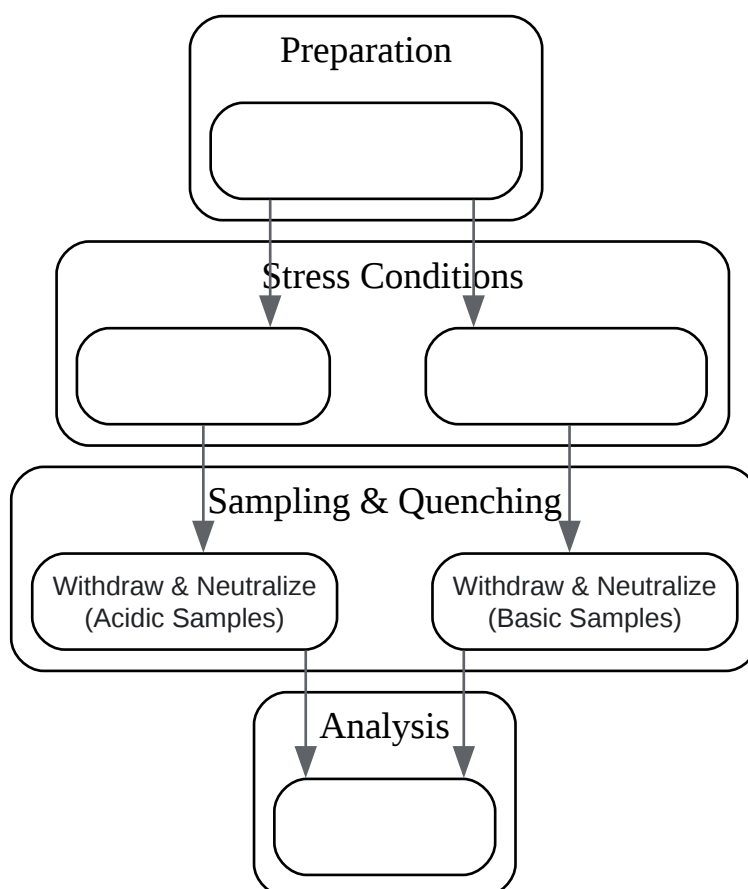 Preparation
Stress Conditions
Sampling & Quenching
Withdraw & Neutralize
(Acidic Samples)
Withdraw & Neutralize
(Basic Samples)
Analysis